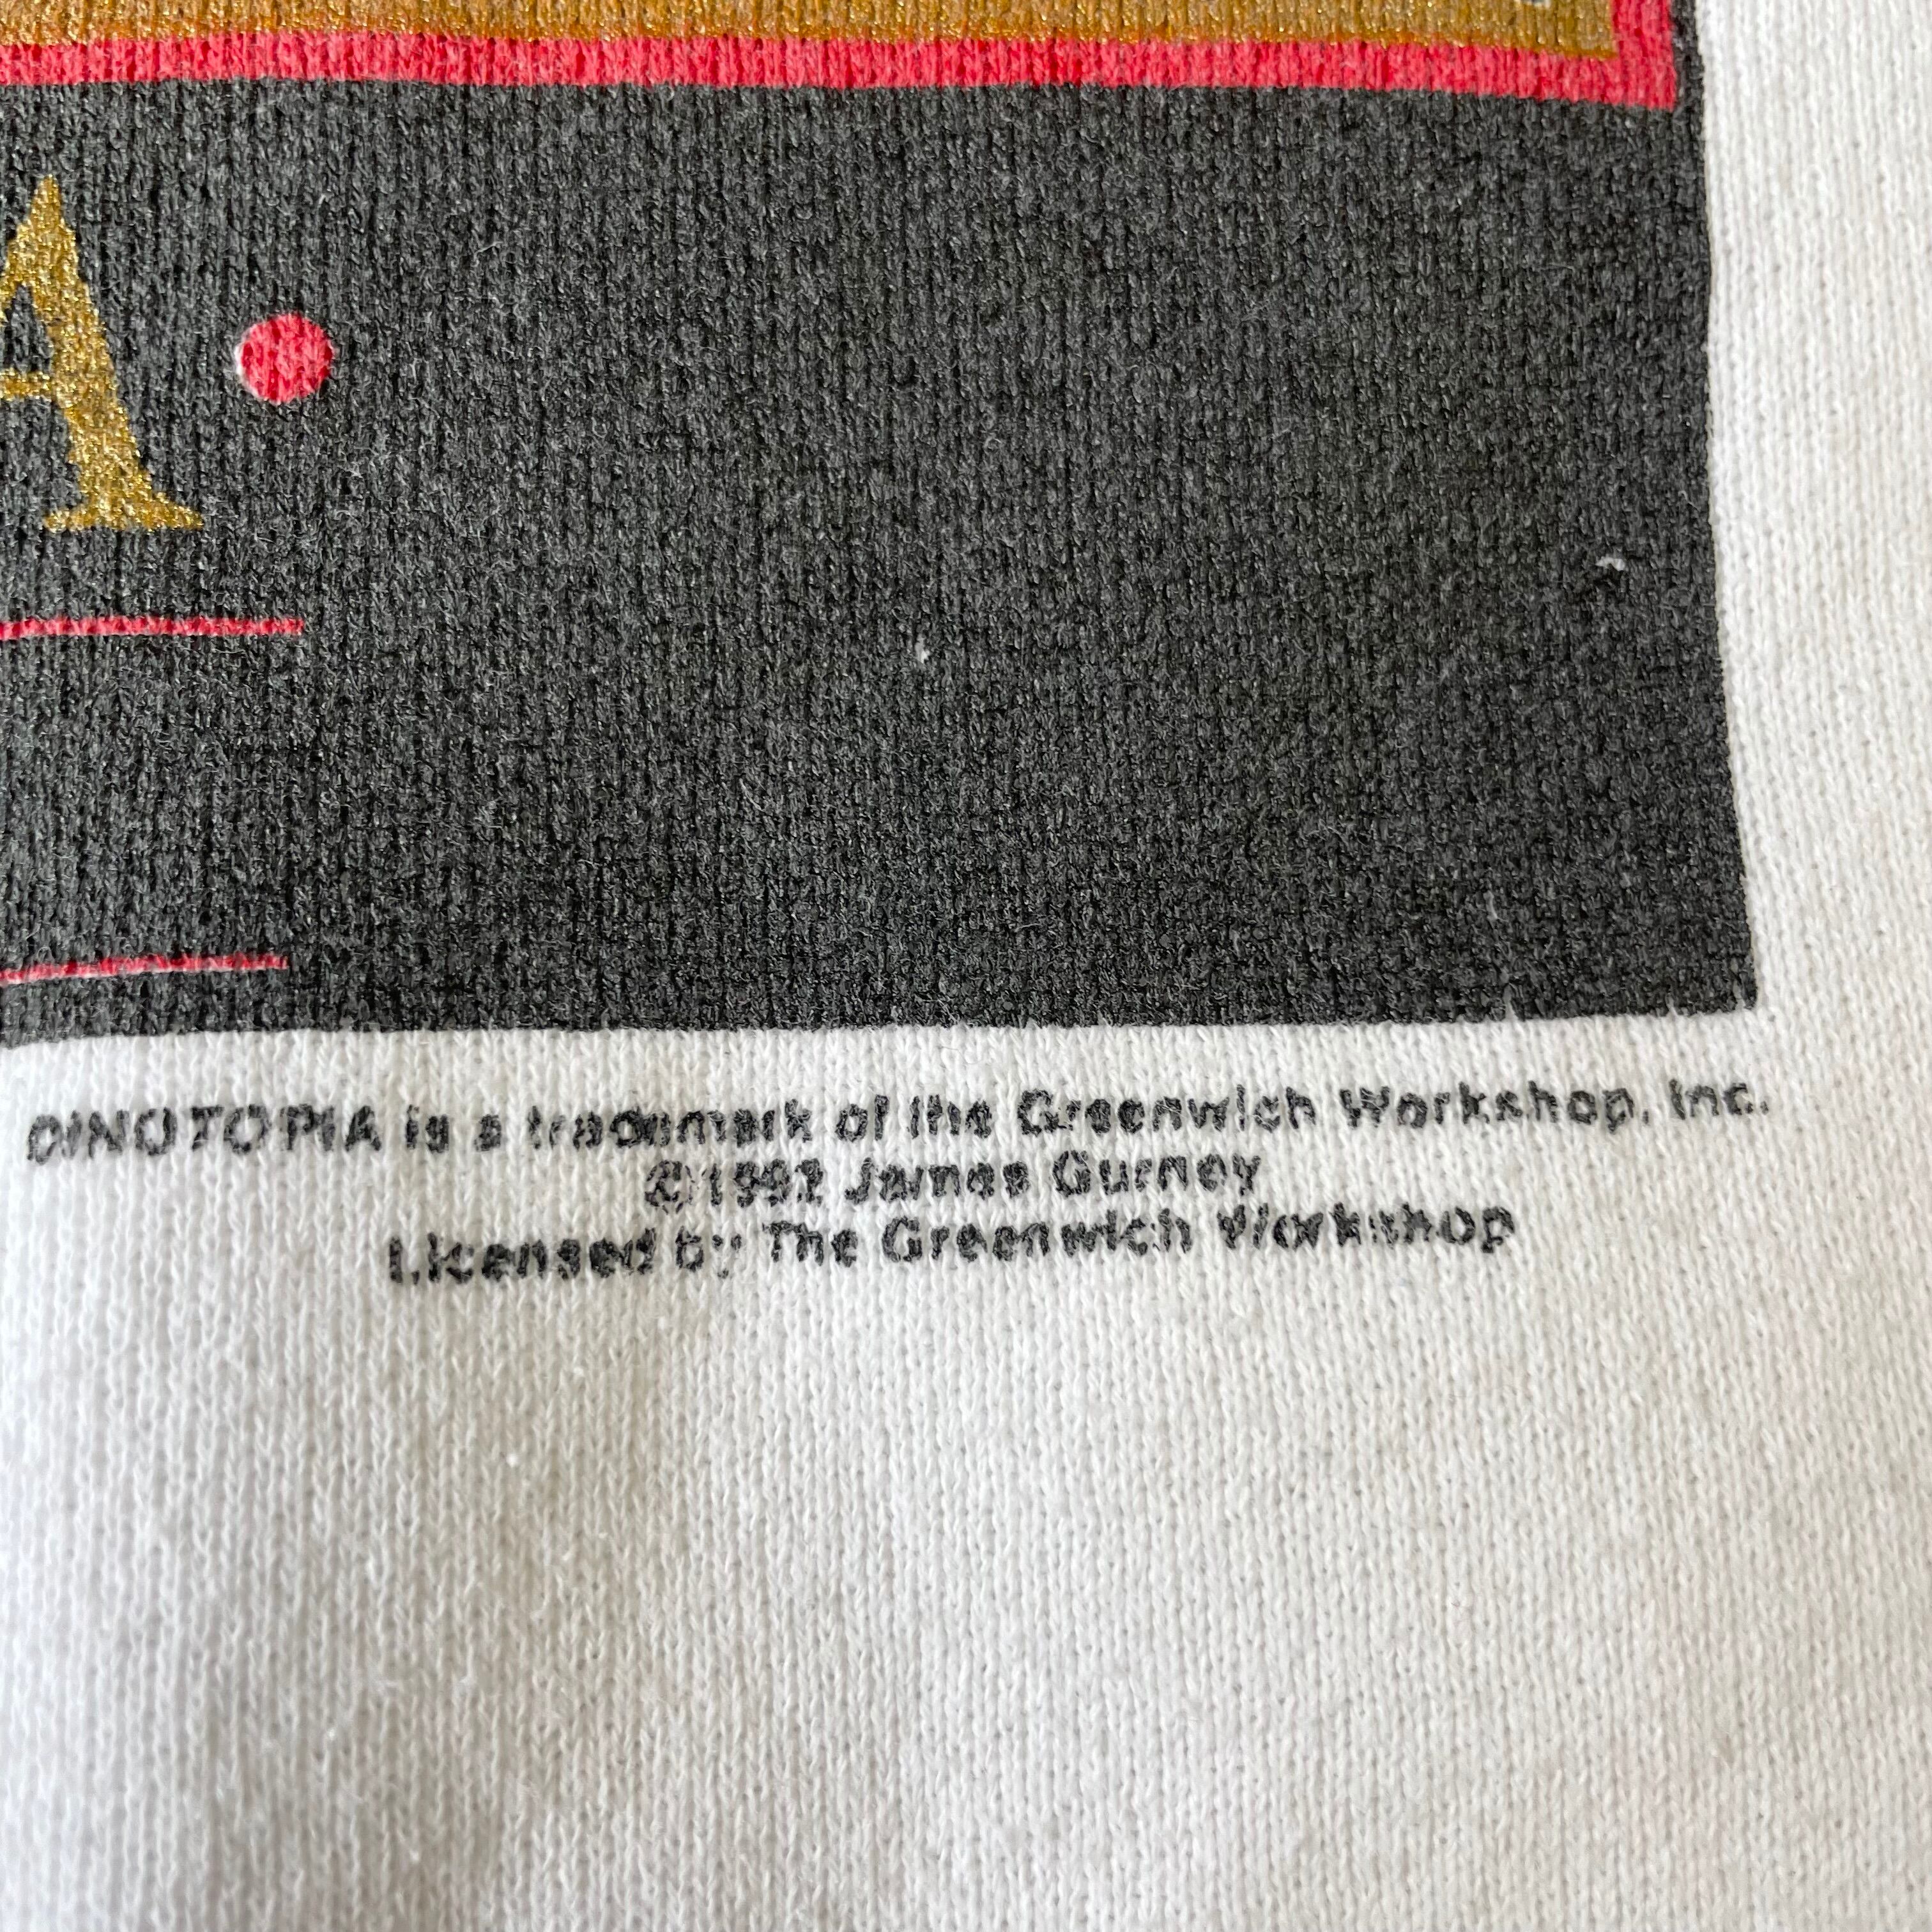 A •
DINOTOPIA is a trademark of the Greenwich Workshop, Inc.
©1992 James Gurney
Licensed by The Greenwich Workshop